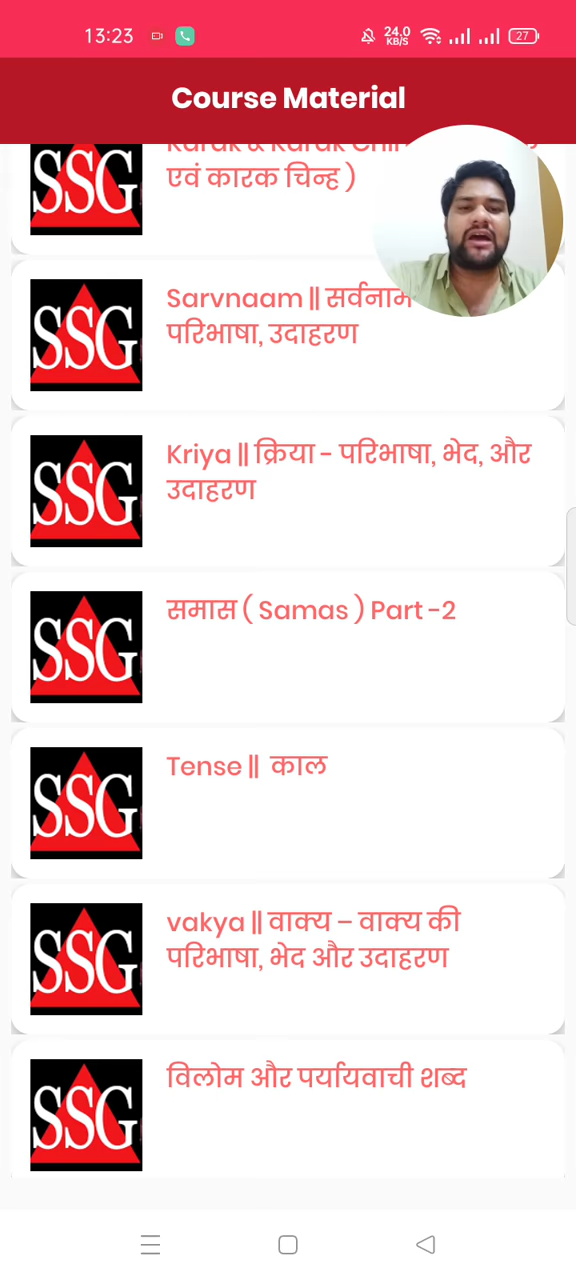 13:23
24.0
KB/S
27
Course Material
एवं कारक चिन्ह )
SSG
Sarvnaam || सर्वनाम
परिभाषा, उदाहरण
SSG
Kriya || क्रिया - परिभाषा, भेद, और
उदाहरण
SSG
समास ( Samas ) Part -2
SSG
Tense || काल
SSG
vakya || वाक्य – वाक्य की
परिभाषा, भेद और उदाहरण
SSG
विलोम और पर्यायवाची शब्द
SSG